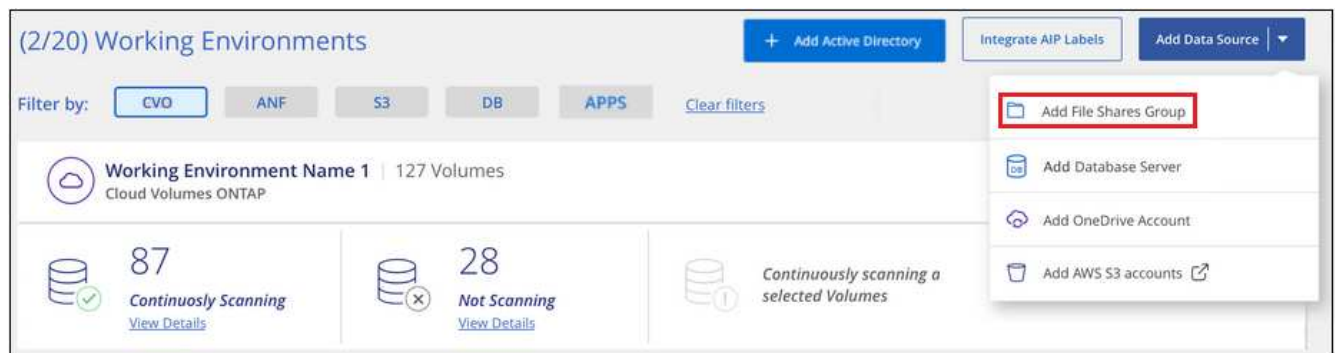 (2/20) Working Environments
+ Add Active Directory
Integrate AIP Labels
Add Data Source
Filter by:
CVO
ANF
S3
DB
APPS
Clear filters
Add File Shares Group
DB
Add Database Server
Add OneDrive Account
Add AWS S3 accounts
Working Environment Name 1 | 127 Volumes
Cloud Volumes ONTAP
87
Continuosly Scanning
View Details
28
Not Scanning
View Details
Continuously scanning a
selected Volumes